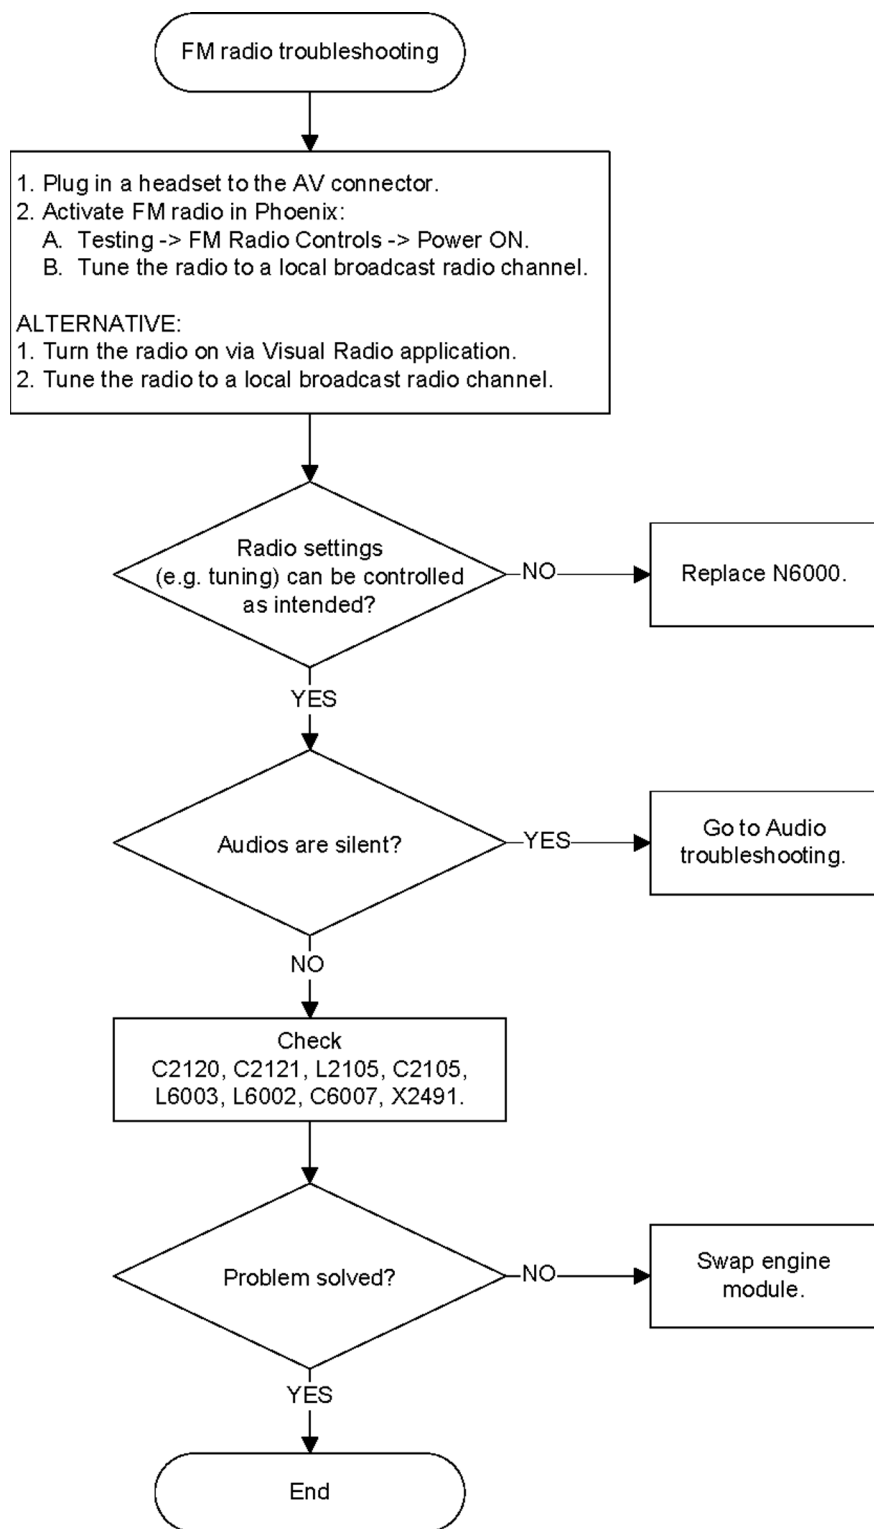 FM radio troubleshooting
1. Plug in a headset to the AV connector.
2. Activate FM radio in Phoenix:
A. Testing -> FM Radio Controls -> Power ON.
B. Tune the radio to a local broadcast radio channel.
ALTERNATIVE:
1. Turn the radio on via Visual Radio application.
2. Tune the radio to a local broadcast radio channel.
Radio settings
(e.g. tuning) can be controlled
as intended?
NO
Replace N6000.
YES
Audios are silent?
YES
Go to Audio
troubleshooting.
NO
Check
C2120, C2121, L2105, C2105,
L6003, L6002, C6007, X2491.
Problem solved?
NO
Swap engine
module.
YES
End